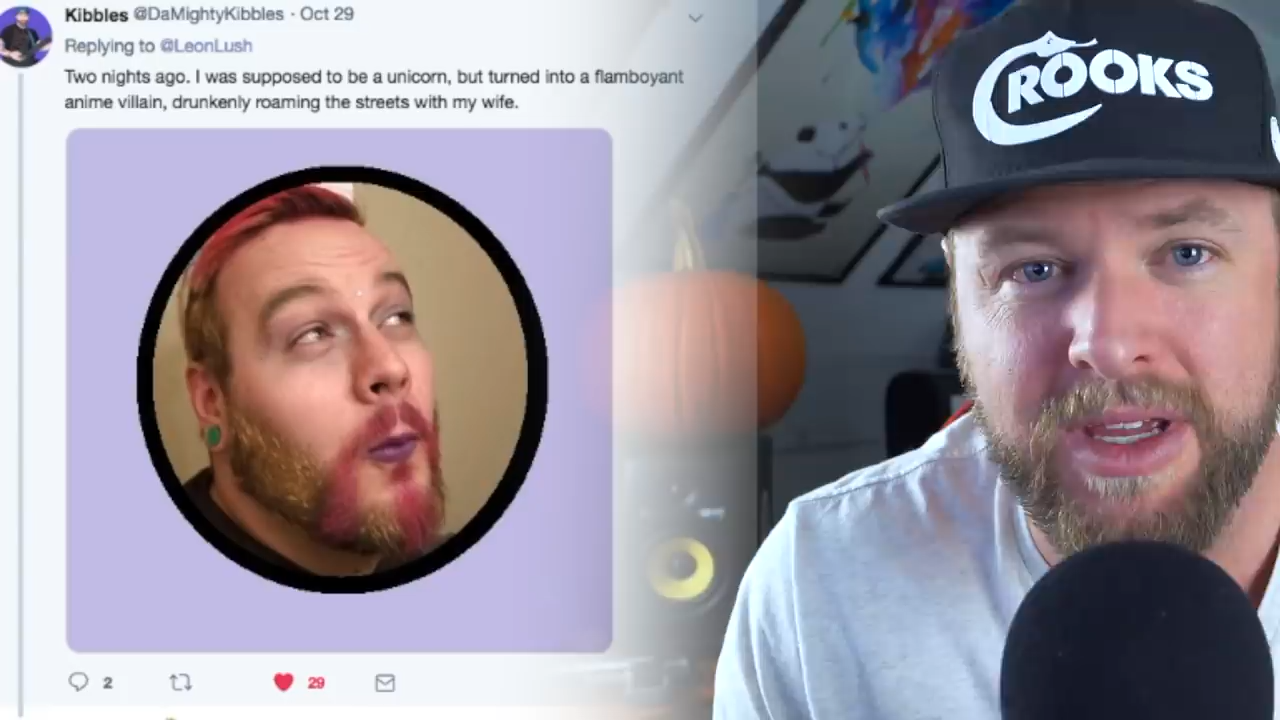 Kibbles @DaMightyKibbles · Oct 29
Replying to @LeonLush
Two nights ago. I was supposed to be a unicorn, but turned into a flamboyant
anime villain, drunkenly roaming the streets with my wife.
2
29
CROOKS